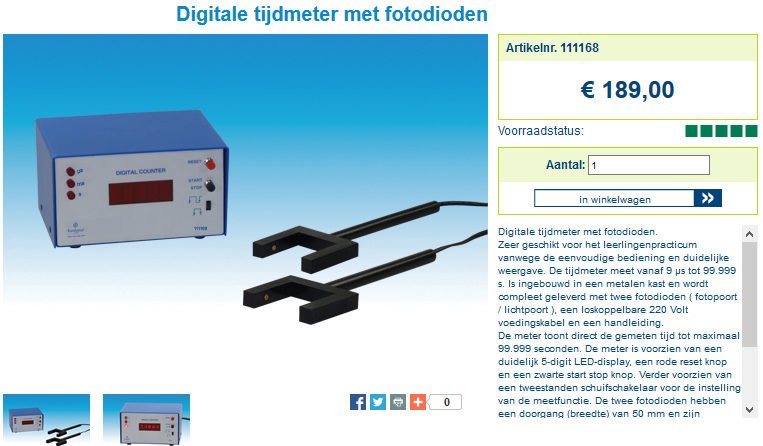 Digitale tijdmeter met fotodioden
DIGITAL COUNTER
RESET
START
STOP
µs
ms
s
111168
Artikelnr. 111168
€ 189,00
Voorraadstatus:
Aantal: 1
in winkelwagen
Digitale tijdmeter met fotodioden.
Zeer geschikt voor het leerlingenpracticum
vanwege de eenvoudige bediening en duidelijke
weergave. De tijdmeter meet vanaf 9 µs tot 99.999
s. Is ingebouwd in een metalen kast en wordt
compleet geleverd met twee fotodioden ( fotopoort
/ lichtpoort ), een loskoppelbare 220 Volt
voedingskabel en een handleiding.
De meter toont direct de gemeten tijd tot maximaal
99.999 seconden. De meter is voorzien van een
duidelijk 5-digit LED-display, een rode reset knop
en een zwarte start stop knop. Verder voorzien van
een tweestanden schuifschakelaar voor de instelling
van de meetfunctie. De twee fotodioden hebben
een doorgang (breedte) van 50 mm en zijn
0